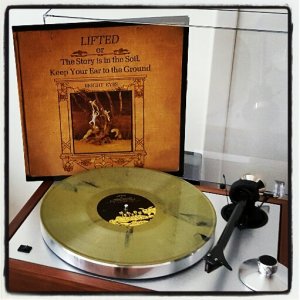 LIFTED
or
The Story is in the Soil,
Keep Your Ear to the Ground
BRIGHT EYES